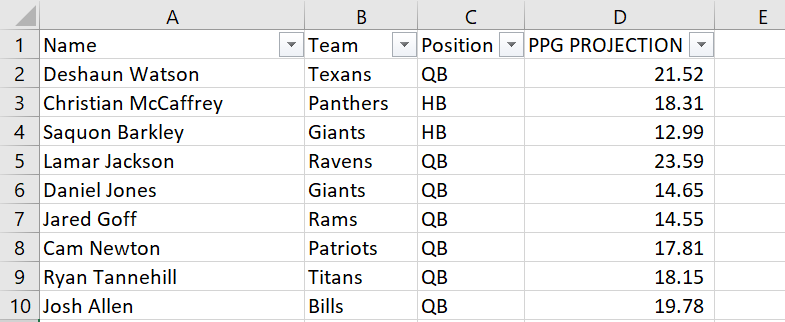 A B C D E
1 Name Team Position PPG PROJECTION
2 Deshaun Watson Texans QB 21.52
3 Christian McCaffrey Panthers HB 18.31
4 Saquon Barkley Giants HB 12.99
5 Lamar Jackson Ravens QB 23.59
6 Daniel Jones Giants QB 14.65
7 Jared Goff Rams QB 14.55
8 Cam Newton Patriots QB 17.81
9 Ryan Tannehill Titans QB 18.15
10 Josh Allen Bills QB 19.78